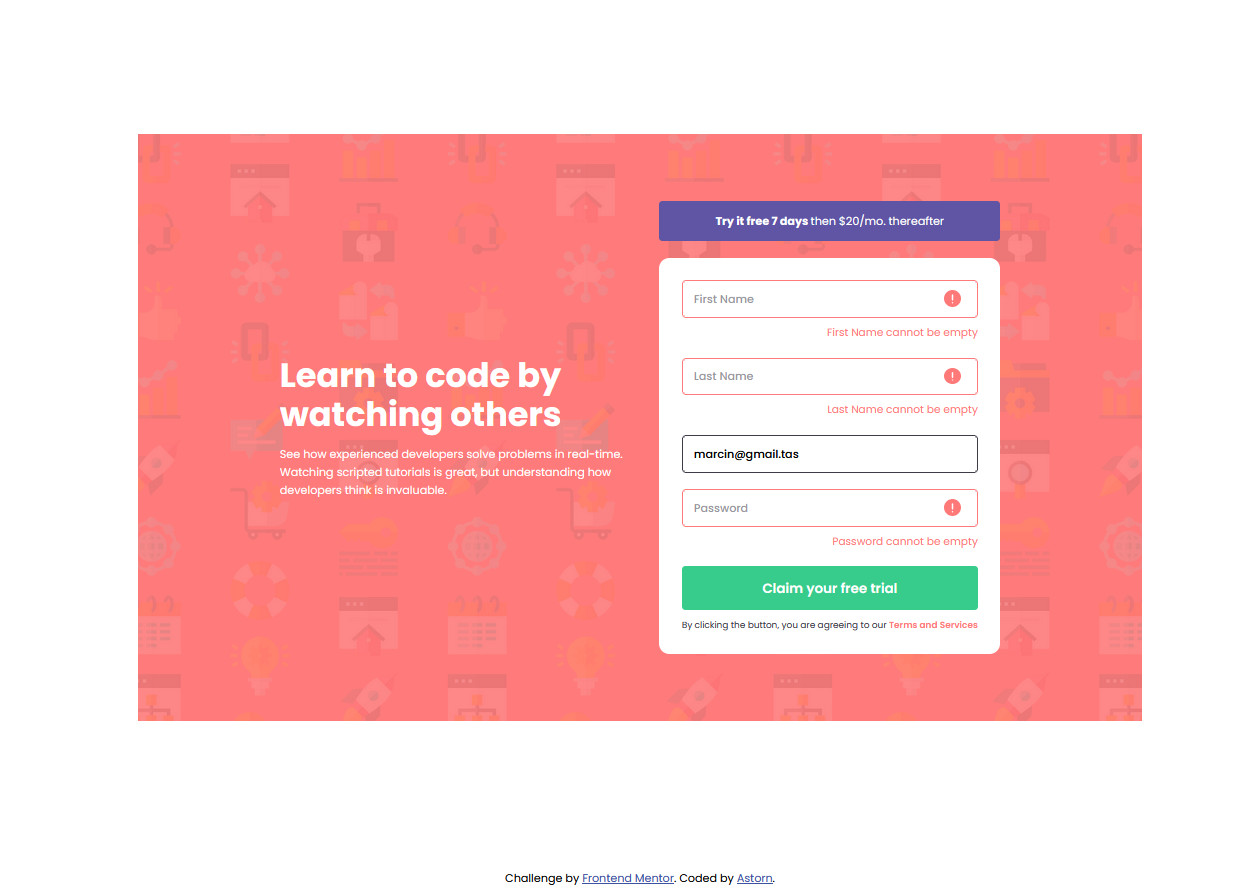 Try it free 7 days then $20/mo. thereafter
First Name
First Name cannot be empty
Last Name
Last Name cannot be empty
Learn to code by
watching others
marcin@gmail.tas
See how experienced developers solve problems in real-time.
Watching scripted tutorials is great, but understanding how
developers think is invaluable.
Password
Password cannot be empty
Claim your free trial
By clicking the button, you are agreeing to our Terms and Services
Challenge by Frontend Mentor. Coded by Astorn.